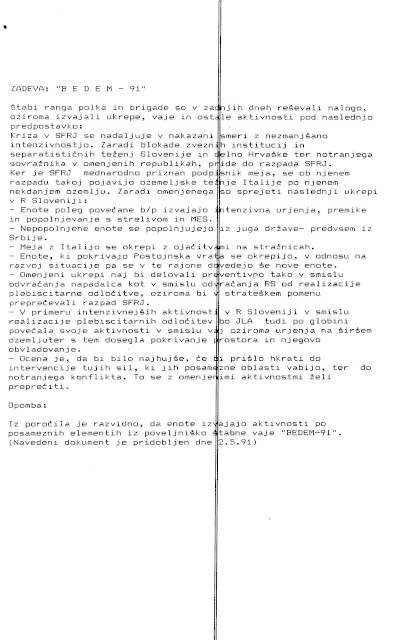 ZADEVA: "B E D E M - 91"
Štabi ranga polka in brigade so v zadnjih dneh reševali nalogo,
oziroma izvajali ukrepe, vaje in ostale aktivnosti pod naslednjo
predpostavko:
Kriza v SFRJ se nadaljuje v nakazani smeri z nezmanjšano
intenzivnostjo. Zaradi blokade zveznih institucij in
separatističnih teženj Slovenije in delno Hrvaške ter notranjega
sovražnika v omenjenih republikah, pride do razpada SFRJ.
Ker je SFRJ mednarodno priznan podpisnik meja, se ob njenem
razpadu takoj pojavijo ozemeljske težnje Italije po njenem
nekdanjem ozemlju. Zaradi omenjenega so sprejeti naslednji ukrepi
v R Sloveniji:
- Enote poleg povečane b/p izvajajo intenzivna urjenja, premike
in popolnjevanje s strelivom in MES.
- Nepopolnjene enote se popolnjujejo iz juga države- predvsem iz
Srbije.
- Meja z Italijo se okrepi z ojačitvami na stražnicah.
- Enote, ki pokrivajo Postojnska vrata se okrepijo, v odnosu na
razvoj situacije pa se v te rajone dovedejo še nove enote.
- Omenjeni ukrepi naj bi delovali preventivno tako v smislu
odvračanja napadalca kot v smislu odvračanja RS od realizacije
plebiscitarne odločitve, oziroma bi v strateškem pomenu
preprečevali razpad SFRJ.
- V primeru intenzivnejših aktivnosti v R Sloveniji v smislu
realizacije plebiscitarnih odločitev bo JLA tudi po globini
povečala svoje aktivnosti v smislu vaj oziroma urjenja na širšem
ozemljuter s tem dosegla pokrivanje prostora in njegovo
obvladovanje.
- Ocena je, da bi bilo najhujše, če bi prišlo hkrati do
intervencije tujih sil, ki jih posamezne oblasti vabijo, ter do
notranjega konflikta. To se z omenjenimi aktivnostmi želi
preprečiti.
Opomba:
Iz poročila je razvidno, da enote izvajajo aktivnosti po
posameznih elementih iz poveljniško štabne vaje "BEDEM-91".
(Navedeni dokument je pridobljen dne 2.5.91)